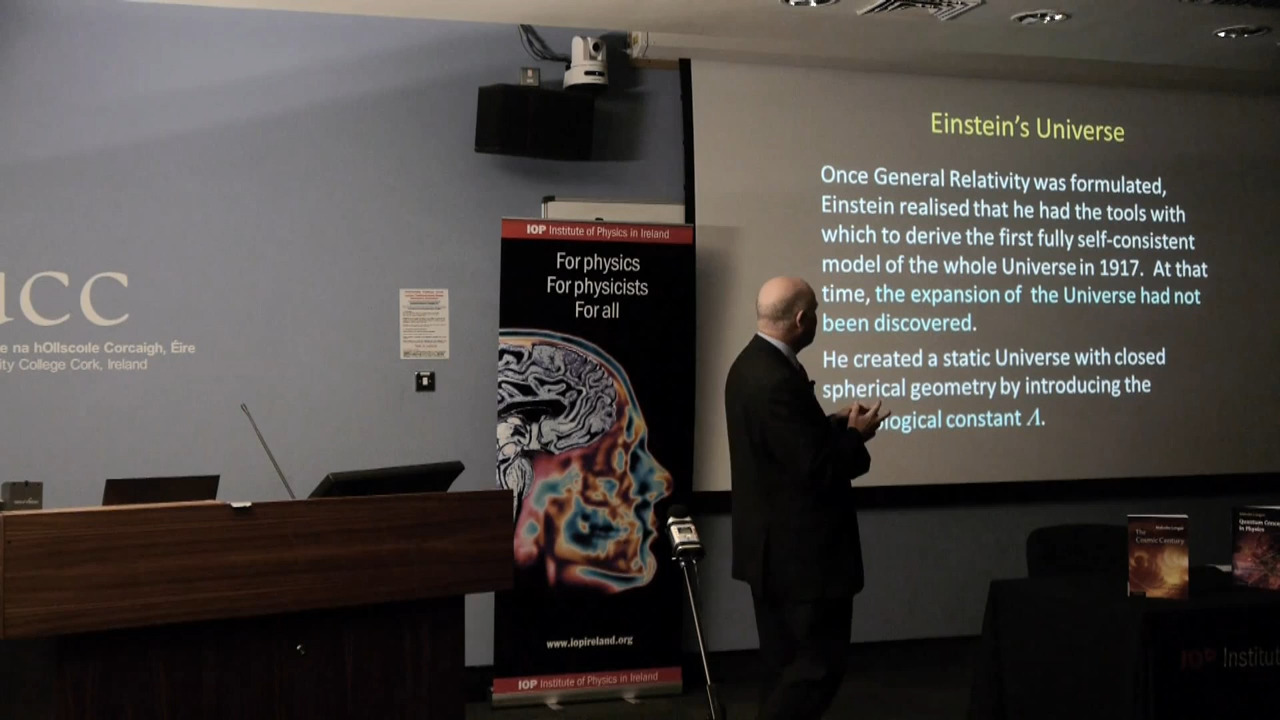 Einstein's Universe
Once General Relativity was formulated,
Einstein realised that he had the tools with
which to derive the first fully self-consistent
model of the whole Universe in 1917. At that
time, the expansion of the Universe had not
been discovered.
He created a static Universe with closed
spherical geometry by introducing the
ological constant Λ.
UCC
e na hOllscoile Corcaigh, Éire
ity College Cork, Ireland
IOP Institute of Physics in Ireland
For physics
For physicists
For all
www.iopireland.org
IOP Institute of Physics in Ireland
The
Cosmic Century
Quantum Conce
in Physics
IOP Institut